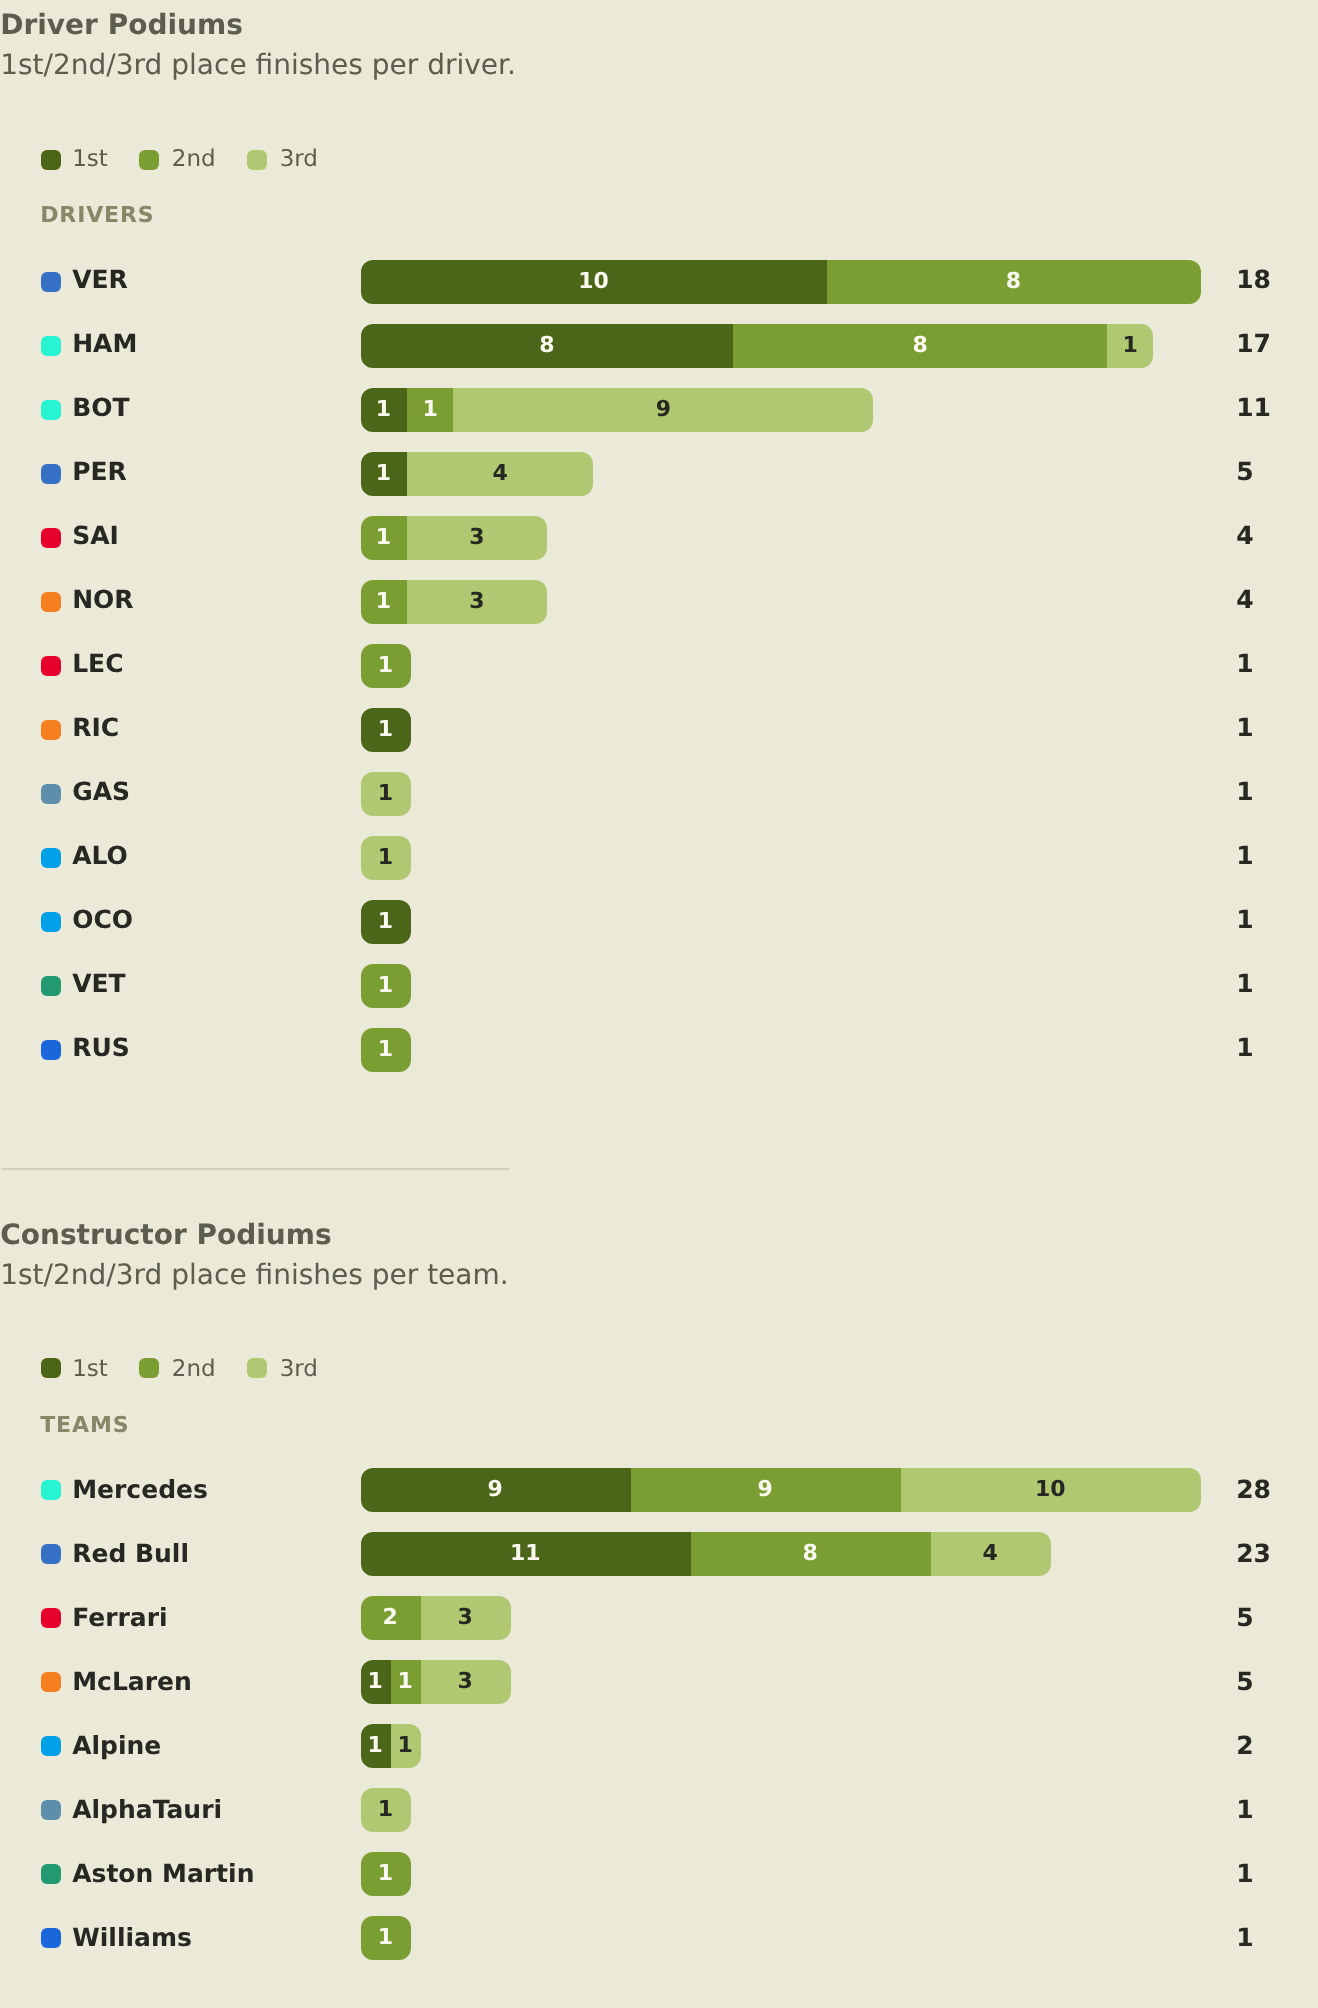 Driver Podiums
1st/2nd/3rd place finishes per driver.
1st 2nd 3rd
DRIVERS
VER 10 8 18
HAM 8 8 1 17
BOT 1 1 9 11
PER 1 4 5
SAI 1 3 4
NOR 1 3 4
LEC 1 1
RIC 1 1
GAS 1 1
ALO 1 1
OCO 1 1
VET 1 1
RUS 1 1
Constructor Podiums
1st/2nd/3rd place finishes per team.
1st 2nd 3rd
TEAMS
Mercedes 9 9 10 28
Red Bull 11 8 4 23
Ferrari 2 3 5
McLaren 1 1 3 5
Alpine 1 1 2
AlphaTauri 1 1
Aston Martin 1 1
Williams 1 1